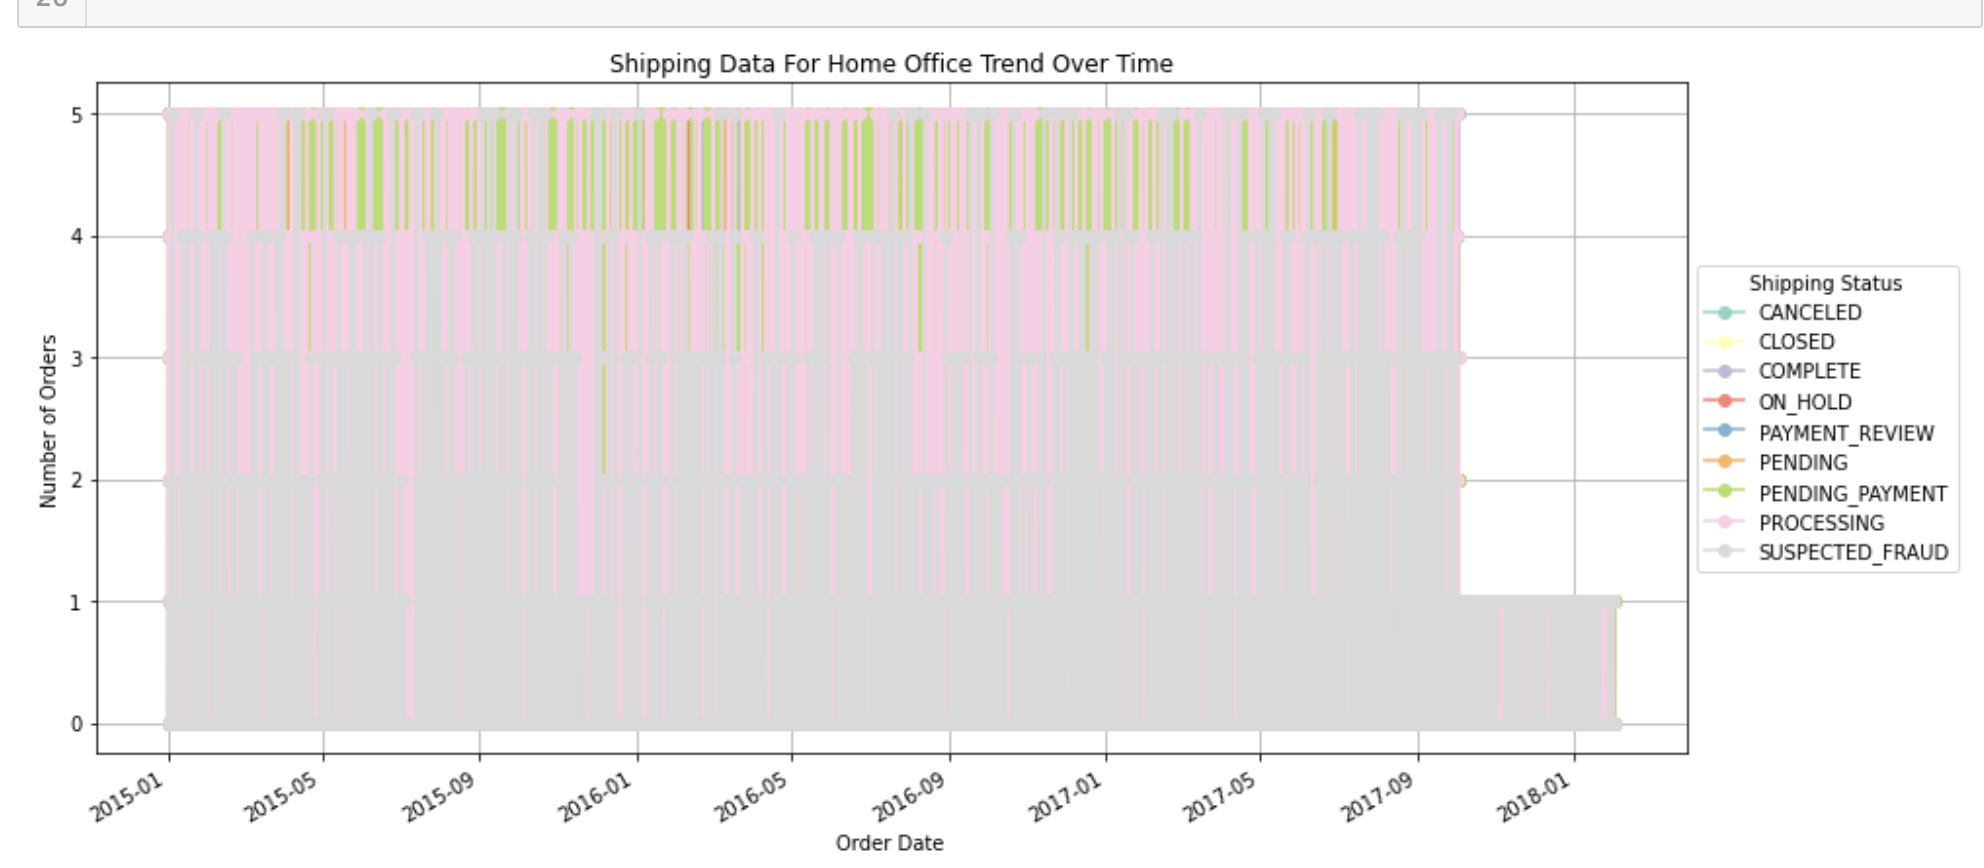 26
Shipping Data For Home Office Trend Over Time
5
4
3
2
1
0
Number of Orders
2015-01
2015-05
2015-09
2016-01
2016-05
2016-09
2017-01
2017-05
2017-09
2018-01
Order Date
Shipping Status
CANCELED
CLOSED
COMPLETE
ON_HOLD
PAYMENT_REVIEW
PENDING
PENDING_PAYMENT
PROCESSING
SUSPECTED_FRAUD